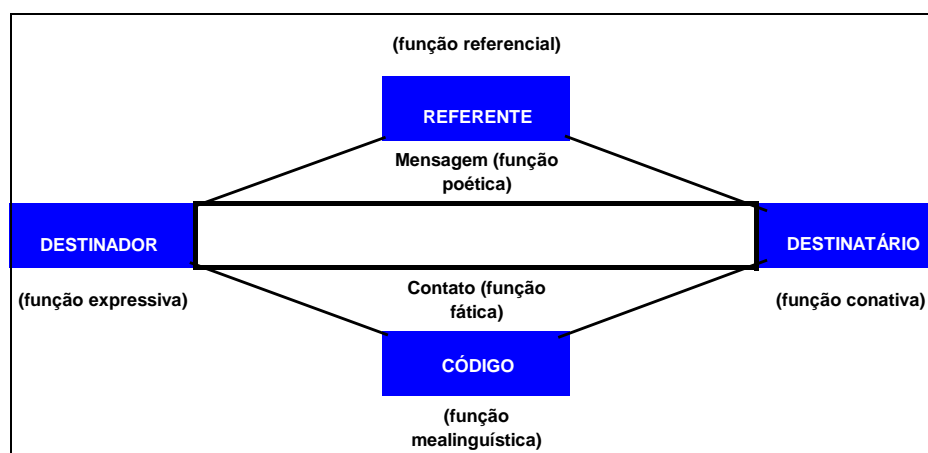 (função referencial)
REFERENTE
Mensagem (função
poética)
DESTINADOR
DESTINATÁRIO
(função expressiva)
Contato (função
fática)
(função conativa)
CÓDIGO
(função
mealinguística)